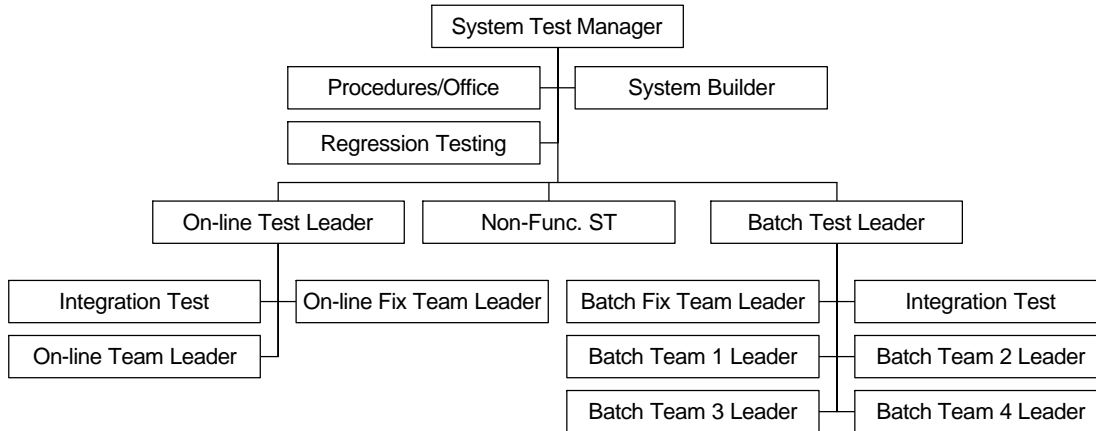 System Test Manager
Procedures/Office
System Builder
Regression Testing
On-line Test Leader
Non-Func. ST
Batch Test Leader
Integration Test
On-line Fix Team Leader
Batch Fix Team Leader
Integration Test
On-line Team Leader
Batch Team 1 Leader
Batch Team 2 Leader
Batch Team 3 Leader
Batch Team 4 Leader